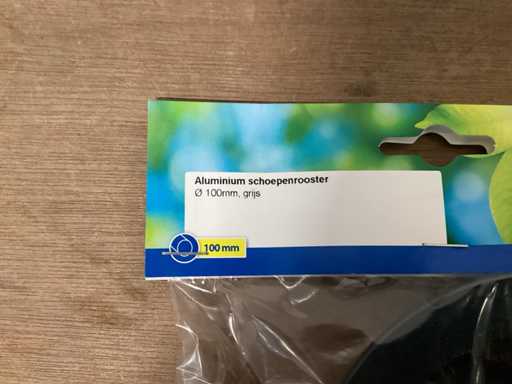 Aluminium schoepenrooster
Ø 100mm, grijs
100 mm